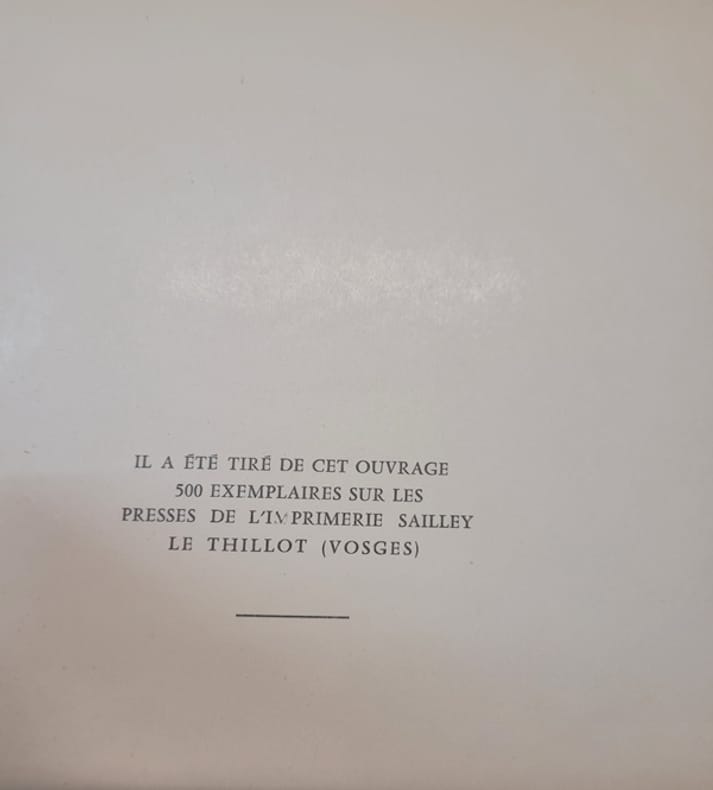 IL A ÉTÉ TIRÉ DE CET OUVRAGE
500 EXEMPLAIRES SUR LES
PRESSES DE L'IMPRIMERIE SAILLEY
LE THILLOT (VOSGES)